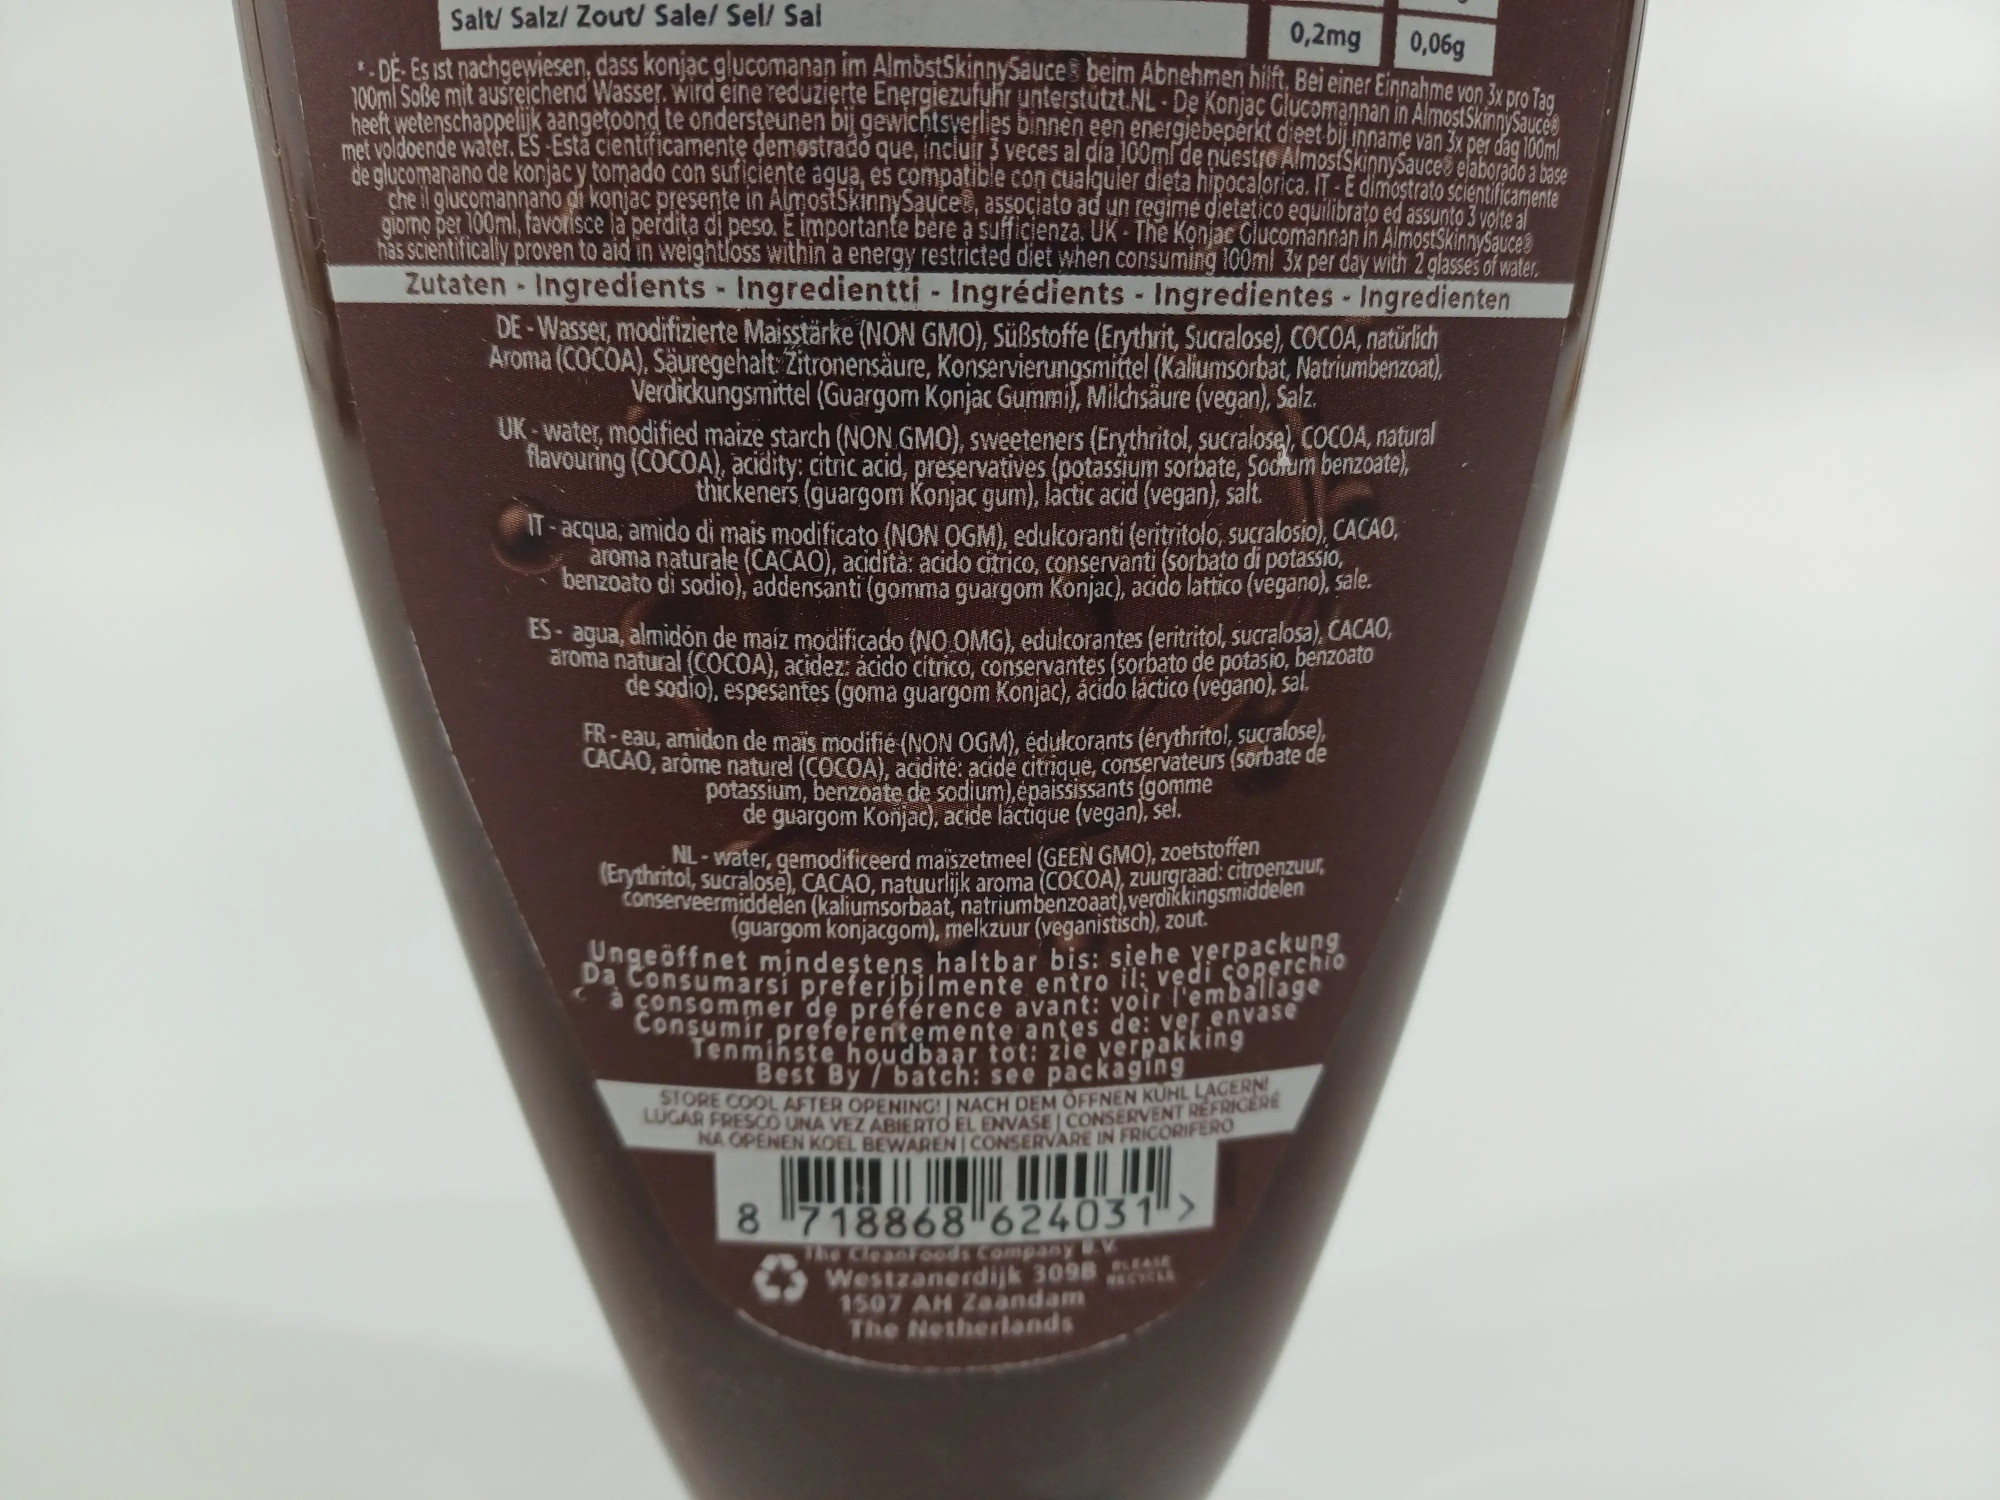 Salt/ Salz/ Zout/ Sale/ Sel/ Sal 0,2mg 0,06g
* - DE- Es ist nachgewiesen, dass konjac glucomanan im AlmostSkinnySauce® beim Abnehmen hilft. Bei einer Einnahme von 3x pro Tag
100ml Soße mit ausreichend Wasser. wird eine reduzierte Energiezufuhr unterstützt.NL - De Konjac Glucomannan in AlmostSkinnySauce®
heeft wetenschappelijk aangetoond te ondersteunen bij gewichtsverlies binnen een energiebeperkt dieet bij inname van 3x per dag 100ml
met voldoende water. ES -Está científicamente demostrado que, incluir 3 veces al día 100ml de nuestro AlmostSkinnySauce® elaborado a base
de glucomanano de konjac y tomado con suficiente agua, es compatible con cualquier dieta hipocalorica. IT - É dimostrato scientificamente
che il glucomannano di konjac presente in AlmostSkinnySauce®, associato ad un regime dietetico equilibrato ed assunto 3 volte al
giorno per 100ml, favorisce la perdita di peso. É importante bere a sufficienza. UK - The Konjac Glucomannan in AlmostSkinnySauce®
has scientifically proven to aid in weightloss within a energy restricted diet when consuming 100ml 3x per day with 2 glasses of water.
Zutaten - Ingredients - Ingredientti - Ingrédients - Ingredientes - Ingredienten
DE - Wasser, modifizierte Maisstärke (NON GMO), Süßstoffe (Erythrit, Sucralose), COCOA, natürlich
Aroma (COCOA), Säuregehalt: Zitronensäure, Konservierungsmittel (Kaliumsorbat, Natriumbenzoat),
Verdickungsmittel (Guargom Konjac Gummi), Milchsäure (vegan), Salz.
UK - water, modified maize starch (NON GMO), sweeteners (Erythritol, sucralose), COCOA, natural
flavouring (COCOA), acidity: citric acid, preservatives (potassium sorbate, Sodium benzoate),
thickeners (guargom Konjac gum), lactic acid (vegan), salt.
IT - acqua, amido di mais modificato (NON OGM), edulcoranti (eritritolo, sucralosio), CACAO,
aroma naturale (CACAO), acidità: acido citrico, conservanti (sorbato di potassio,
benzoato di sodio), addensanti (gomma guargom Konjac), acido lattico (vegano), sale.
ES - agua, almidón de maíz modificado (NO OMG), edulcorantes (eritritol, sucralosa), CACAO,
aroma natural (COCOA), acidez: ácido cítrico, conservantes (sorbato de potasio, benzoato
de sodio), espesantes (goma guargom Konjac), ácido láctico (vegano), sal.
FR - eau, amidon de maïs modifié (NON OGM), édulcorants (érythritol, sucralose),
CACAO, arôme naturel (COCOA), acidité: acide citrique, conservateurs (sorbate de
potassium, benzoate de sodium),épaississants (gomme
de guargom Konjac), acide láctique (vegan), sel.
NL - water, gemodificeerd maïszetmeel (GEEN GMO), zoetstoffen
(Erythritol, sucralose), CACAO, natuurlijk aroma (COCOA), zuurgraad: citroenzuur,
conserveermiddelen (kaliumsorbaat, natriumbenzoaat),verdikkingsmiddelen
(guargom konjacgom), melkzuur (veganistisch), zout.
Ungeöffnet mindestens haltbar bis: siehe verpackung
Da Consumarsi preferibilmente entro il: vedi coperchio
à consommer de préférence avant: voir l'emballage
Consumir preferentemente antes de: ver envase
Tenminste houdbaar tot: zie verpakking
Best By / batch: see packaging
STORE COOL AFTER OPENING! | NACH DEM ÖFFNEN KÜHL LAGERN!
LUGAR FRESCO UNA VEZ ABIERTO EL ENVASE | CONSERVENT RÉFRIGÉRÉ
NA OPENEN KOEL BEWAREN | CONSERVARE IN FRIGORIFERO
8 718868 624031 >
The CleanFoods Company B.V.
Westzanerdijk 309B
PLEASE
RECYCLE
1507 AH Zaandam
The Netherlands